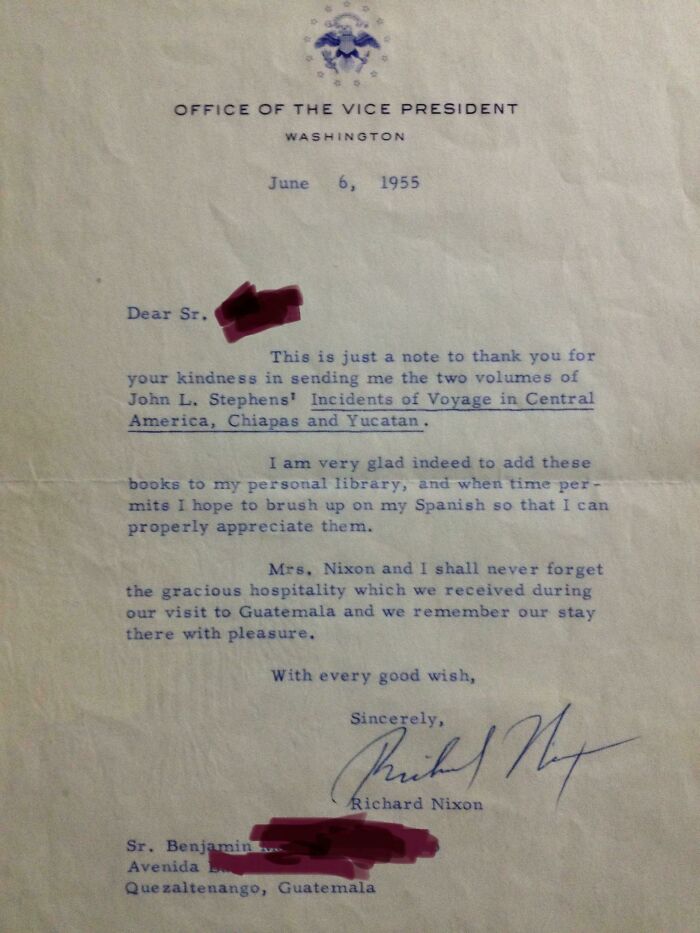 OFFICE OF THE VICE PRESIDENT
WASHINGTON
June 6, 1955
Dear Sr.
This is just a note to thank you for
your kindness in sending me the two volumes of
John L. Stephens' Incidents of Voyage in Central
America, Chiapas and Yucatan.
I am very glad indeed to add these
books to my personal library, and when time per-
mits I hope to brush up on my Spanish so that I can
properly appreciate them.
Mrs. Nixon and I shall never forget
the gracious hospitality which we received during
our visit to Guatemala and we remember our stay
there with pleasure.
With every good wish,
Sincerely,
Richard Nixon
Richard Nixon
Sr. Benjamin
Avenida
Quezaltenango, Guatemala